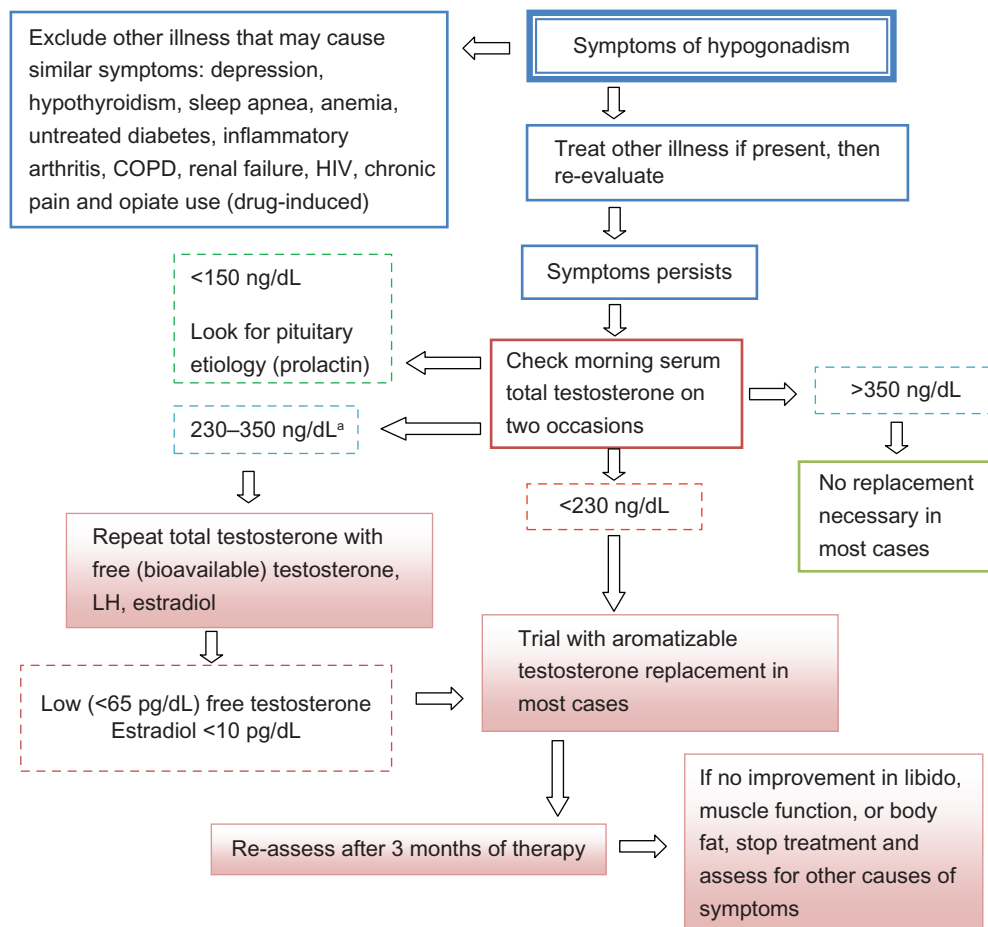 Symptoms of hypogonadism
Exclude other illness that may cause
similar symptoms: depression,
hypothyroidism, sleep apnea, anemia,
untreated diabetes, inflammatory
arthritis, COPD, renal failure, HIV, chronic
pain and opiate use (drug-induced)
Treat other illness if present, then
re-evaluate
Symptoms persists
Check morning serum
total testosterone on
two occasions
<150 ng/dL
Look for pituitary
etiology (prolactin)
230–350 ng/dLᵃ
>350 ng/dL
No replacement
necessary in
most cases
<230 ng/dL
Repeat total testosterone with
free (bioavailable) testosterone,
LH, estradiol
Low (<65 pg/dL) free testosterone
Estradiol <10 pg/dL
Trial with aromatizable
testosterone replacement in
most cases
Re-assess after 3 months of therapy
If no improvement in libido,
muscle function, or body
fat, stop treatment and
assess for other causes of
symptoms